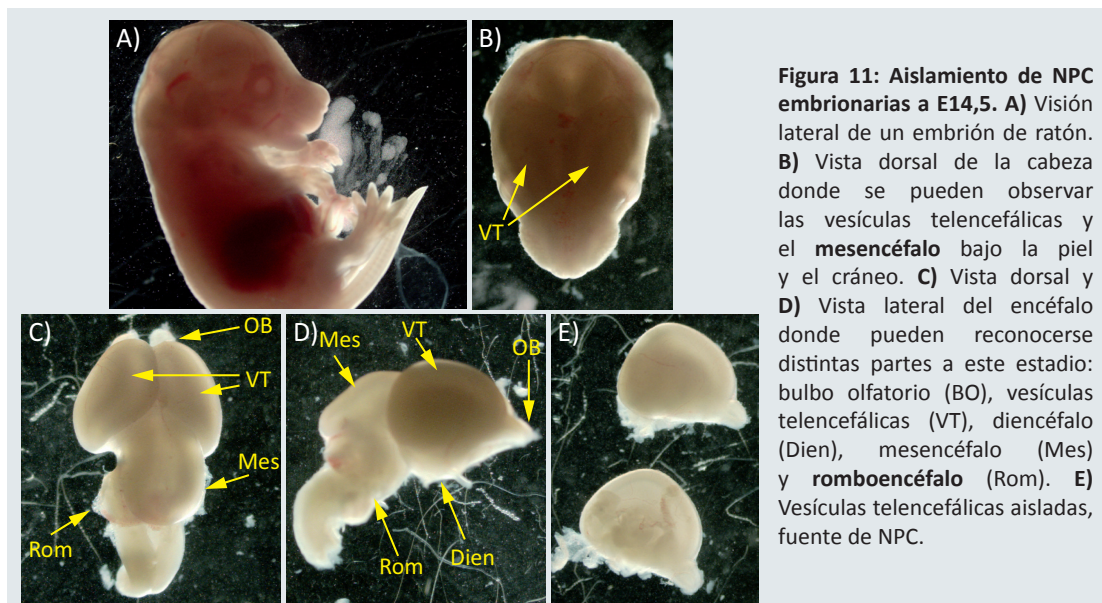 A)
B)
VT
C)
OB
VT
Mes
Rom
D)
Mes
VT
OB
Rom
Dien
E)
Figura 11: Aislamiento de NPC
embrionarias a E14,5. A) Visión
lateral de un embrión de ratón.
B) Vista dorsal de la cabeza
donde se pueden observar
las vesículas telencefálicas y
el mesencéfalo bajo la piel
y el cráneo. C) Vista dorsal y
D) Vista lateral del encéfalo
donde pueden reconocerse
distintas partes a este estadio:
bulbo olfatorio (BO), vesículas
telencefálicas (VT), diencéfalo
(Dien), mesencéfalo (Mes)
y romboencéfalo (Rom). E)
Vesículas telencefálicas aisladas,
fuente de NPC.